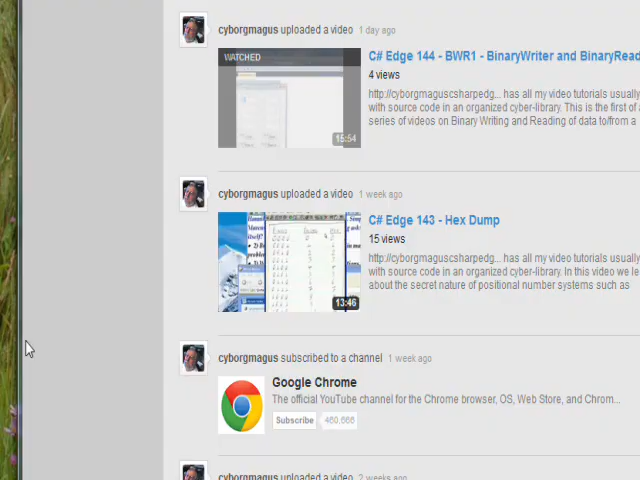 cyborgmagus uploaded a video 1 day ago
WATCHED
15:54
C# Edge 144 - BWR1 - BinaryWriter and BinaryRead
4 views
http://cyborgmaguscsharpedg... has all my video tutorials usually
with source code in an organized cyber-library. This is the first of a
series of videos on Binary Writing and Reading of data to/from a
cyborgmagus uploaded a video 1 week ago
13:46
C# Edge 143 - Hex Dump
15 views
http://cyborgmaguscsharpedg... has all my video tutorials usually
with source code in an organized cyber-library. In this video we le
about the secret nature of positional number systems such as
cyborgmagus subscribed to a channel 1 week ago
Google Chrome
The official YouTube channel for the Chrome browser, OS, Web Store, and Chrom...
Subscribe 460,666
cyborgmagus uploaded a video 2 weeks ago